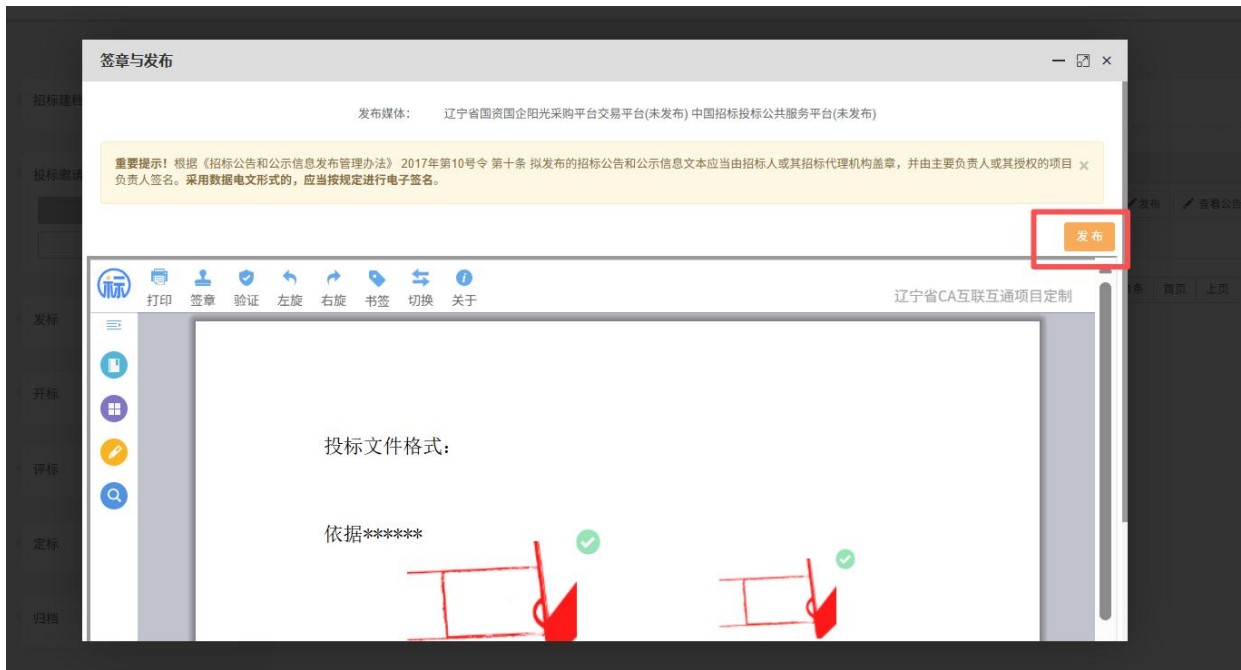 签章与发布
招标建档
发布媒体： 辽宁省国资国企阳光采购平台交易平台(未发布) 中国招标投标公共服务平台(未发布)
重要提示！根据《招标公告和公示信息发布管理办法》 2017年第10号令 第十条 拟发布的招标公告和公示信息文本应当由招标人或其招标代理机构盖章，并由主要负责人或其授权的项目
负责人签名。采用数据电文形式的，应当按规定进行电子签名。
投标邀请
发布 查看公告
发布
标
打印 签章 验证 左旋 右旋 书签 切换 关于
辽宁省CA互联互通项目定制
条 首页 上页
发标
开标
投标文件格式：
评标
依据******
定标
归档